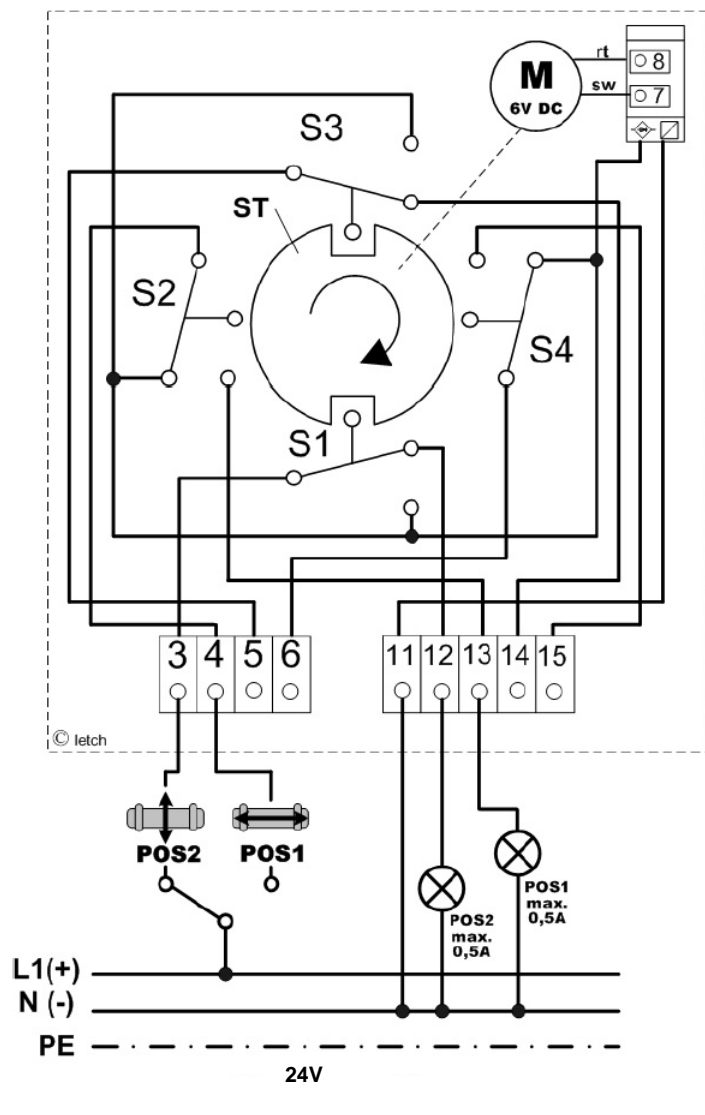 M
6V DC
rt
8
sw
7
S3
ST
S2
S4
S1
3 4 5 6
11 12 13 14 15
© letch
POS2 POS1
POS1
max.
0,5A
POS2
max.
0,5A
L1(+)
N (-)
PE
24V